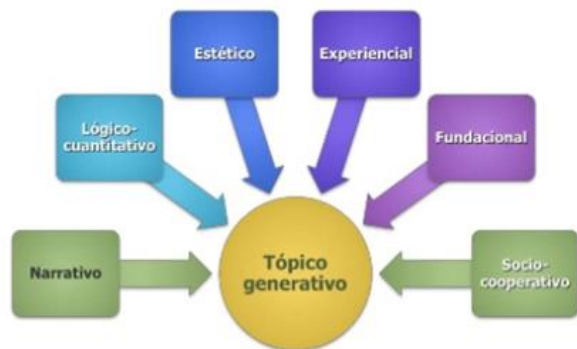 Estético
Experiencial
Lógico-
cuantitativo
Fundacional
Narrativo
Tópico
generativo
Socio-
cooperativo